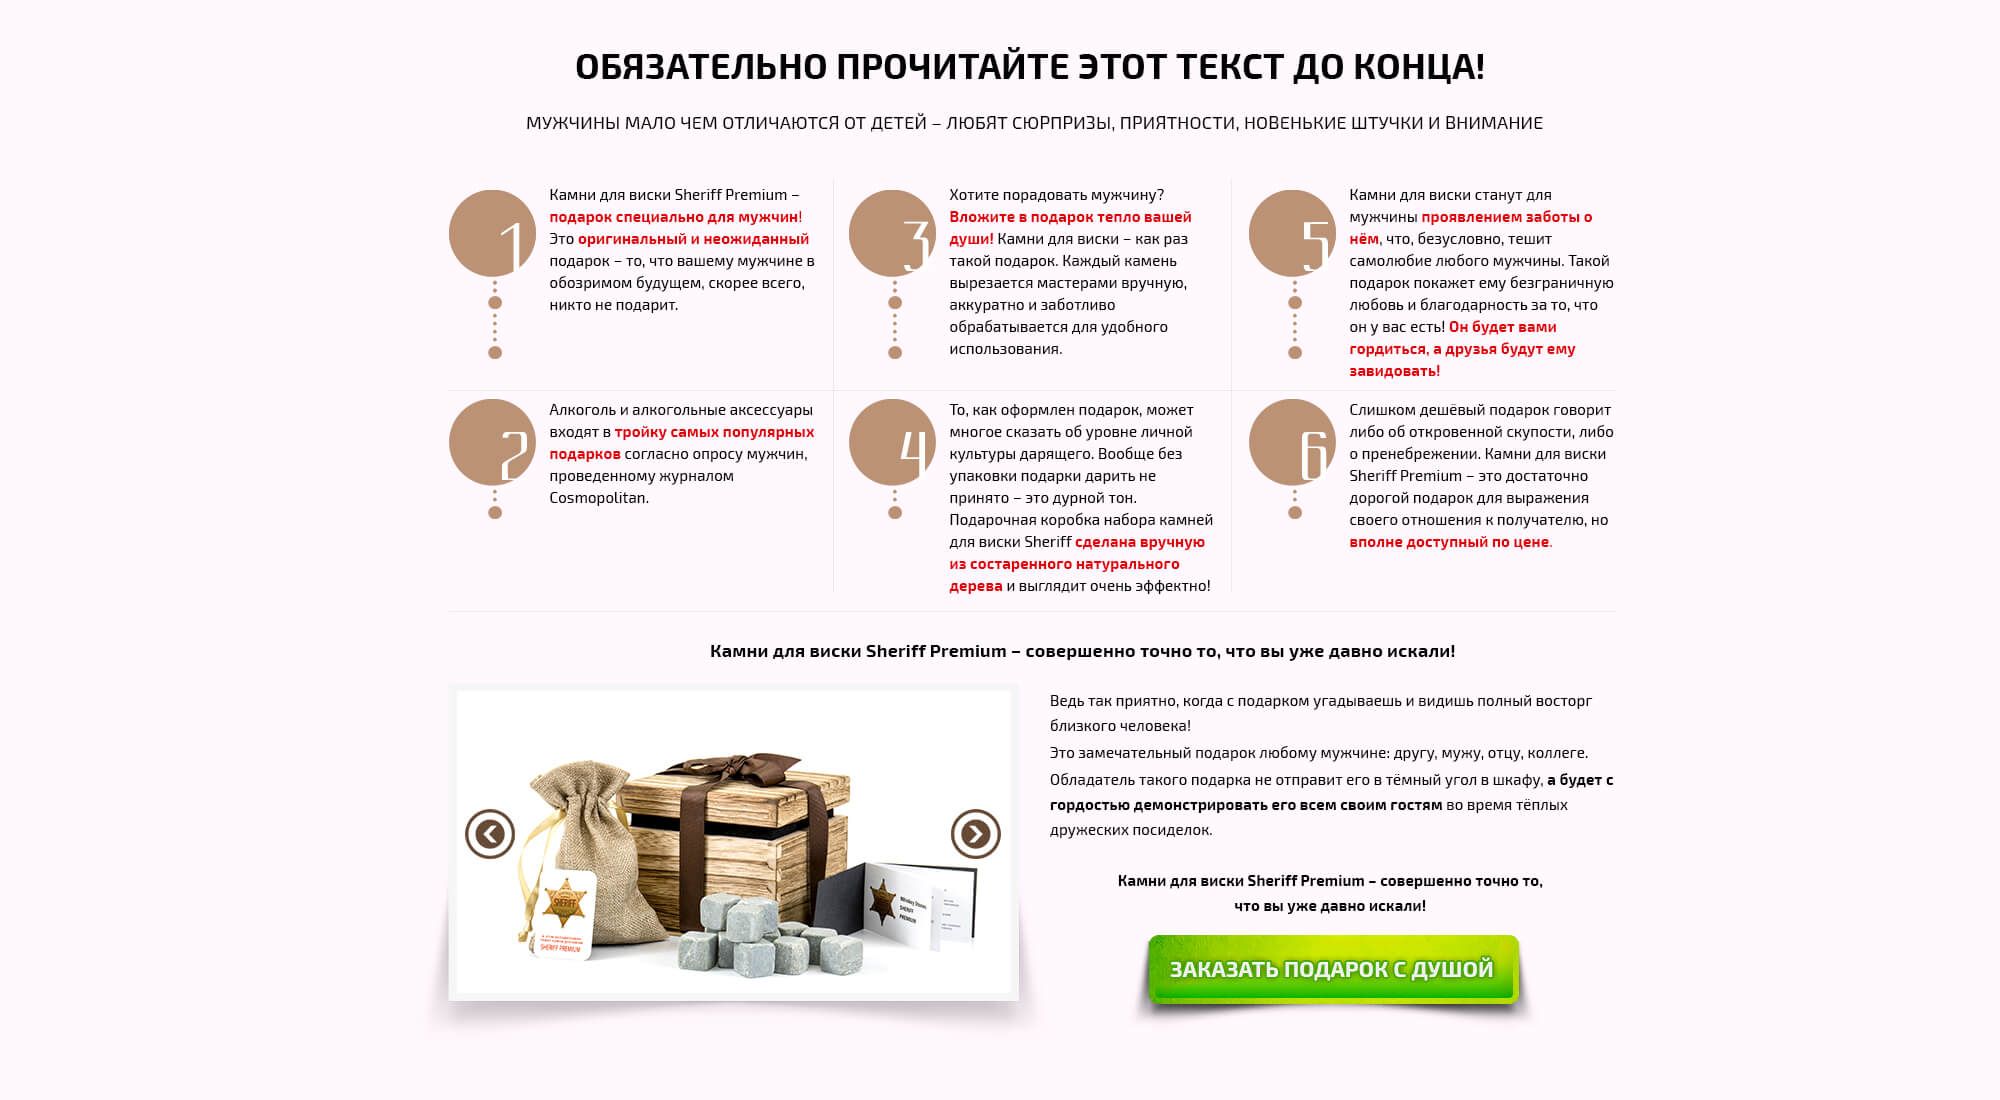 ОБЯЗАТЕЛЬНО ПРОЧИТАЙТЕ ЭТОТ ТЕКСТ ДО КОНЦА!
МУЖЧИНЫ МАЛО ЧЕМ ОТЛИЧАЮТСЯ ОТ ДЕТЕЙ – ЛЮБЯТ СЮРПРИЗЫ, ПРИЯТНОСТИ, НОВЕНЬКИЕ ШТУЧКИ И ВНИМАНИЕ
1
Камни для виски Sheriff Premium –
подарок специально для мужчин!
Это оригинальный и неожиданный
подарок – то, что вашему мужчине в
обозримом будущем, скорее всего,
никто не подарит.
2
Алкоголь и алкогольные аксессуары
входят в тройку самых популярных
подарков согласно опросу мужчин,
проведенному журналом
Cosmopolitan.
3
Хотите порадовать мужчину?
Вложите в подарок тепло вашей
души! Камни для виски – как раз
такой подарок. Каждый камень
вырезается мастерами вручную,
аккуратно и заботливо
обрабатывается для удобного
использования.
4
То, как оформлен подарок, может
многое сказать об уровне личной
культуры дарящего. Вообще без
упаковки подарки дарить не
принято – это дурной тон.
Подарочная коробка набора камней
для виски Sheriff сделана вручную
из состаренного натурального
дерева и выглядит очень эффектно!
5
Камни для виски станут для
мужчины проявлением заботы о
нём, что, безусловно, тешит
самолюбие любого мужчины. Такой
подарок покажет ему безграничную
любовь и благодарность за то, что
он у вас есть! Он будет вами
гордиться, а друзья будут ему
завидовать!
6
Слишком дешёвый подарок говорит
либо об откровенной скупости, либо
о пренебрежении. Камни для виски
Sheriff Premium – это достаточно
дорогой подарок для выражения
своего отношения к получателю, но
вполне доступный по цене.
Камни для виски Sheriff Premium – совершенно точно то, что вы уже давно искали!
SHERIFF
SHERIFF PREMIUM
Whiskey Stones
SHERIFF
PREMIUM
Ведь так приятно, когда с подарком угадываешь и видишь полный восторг
близкого человека!
Это замечательный подарок любому мужчине: другу, мужу, отцу, коллеге.
Обладатель такого подарка не отправит его в тёмный угол в шкафу, а будет с
гордостью демонстрировать его всем своим гостям во время тёплых
дружеских посиделок.
Камни для виски Sheriff Premium – совершенно точно то,
что вы уже давно искали!
ЗАКАЗАТЬ ПОДАРОК С ДУШОЙ